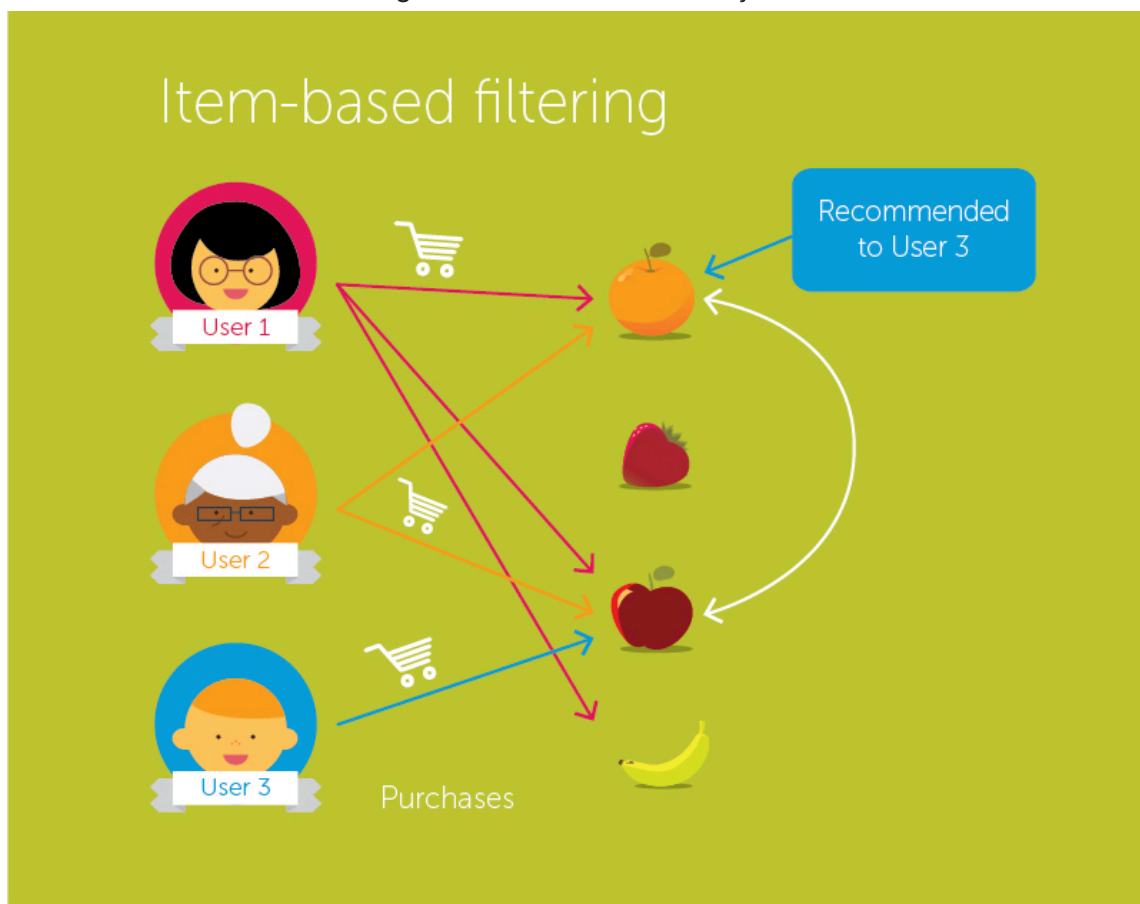 Item-based filtering
Recommended
to User 3
User 1
User 2
User 3
Purchases